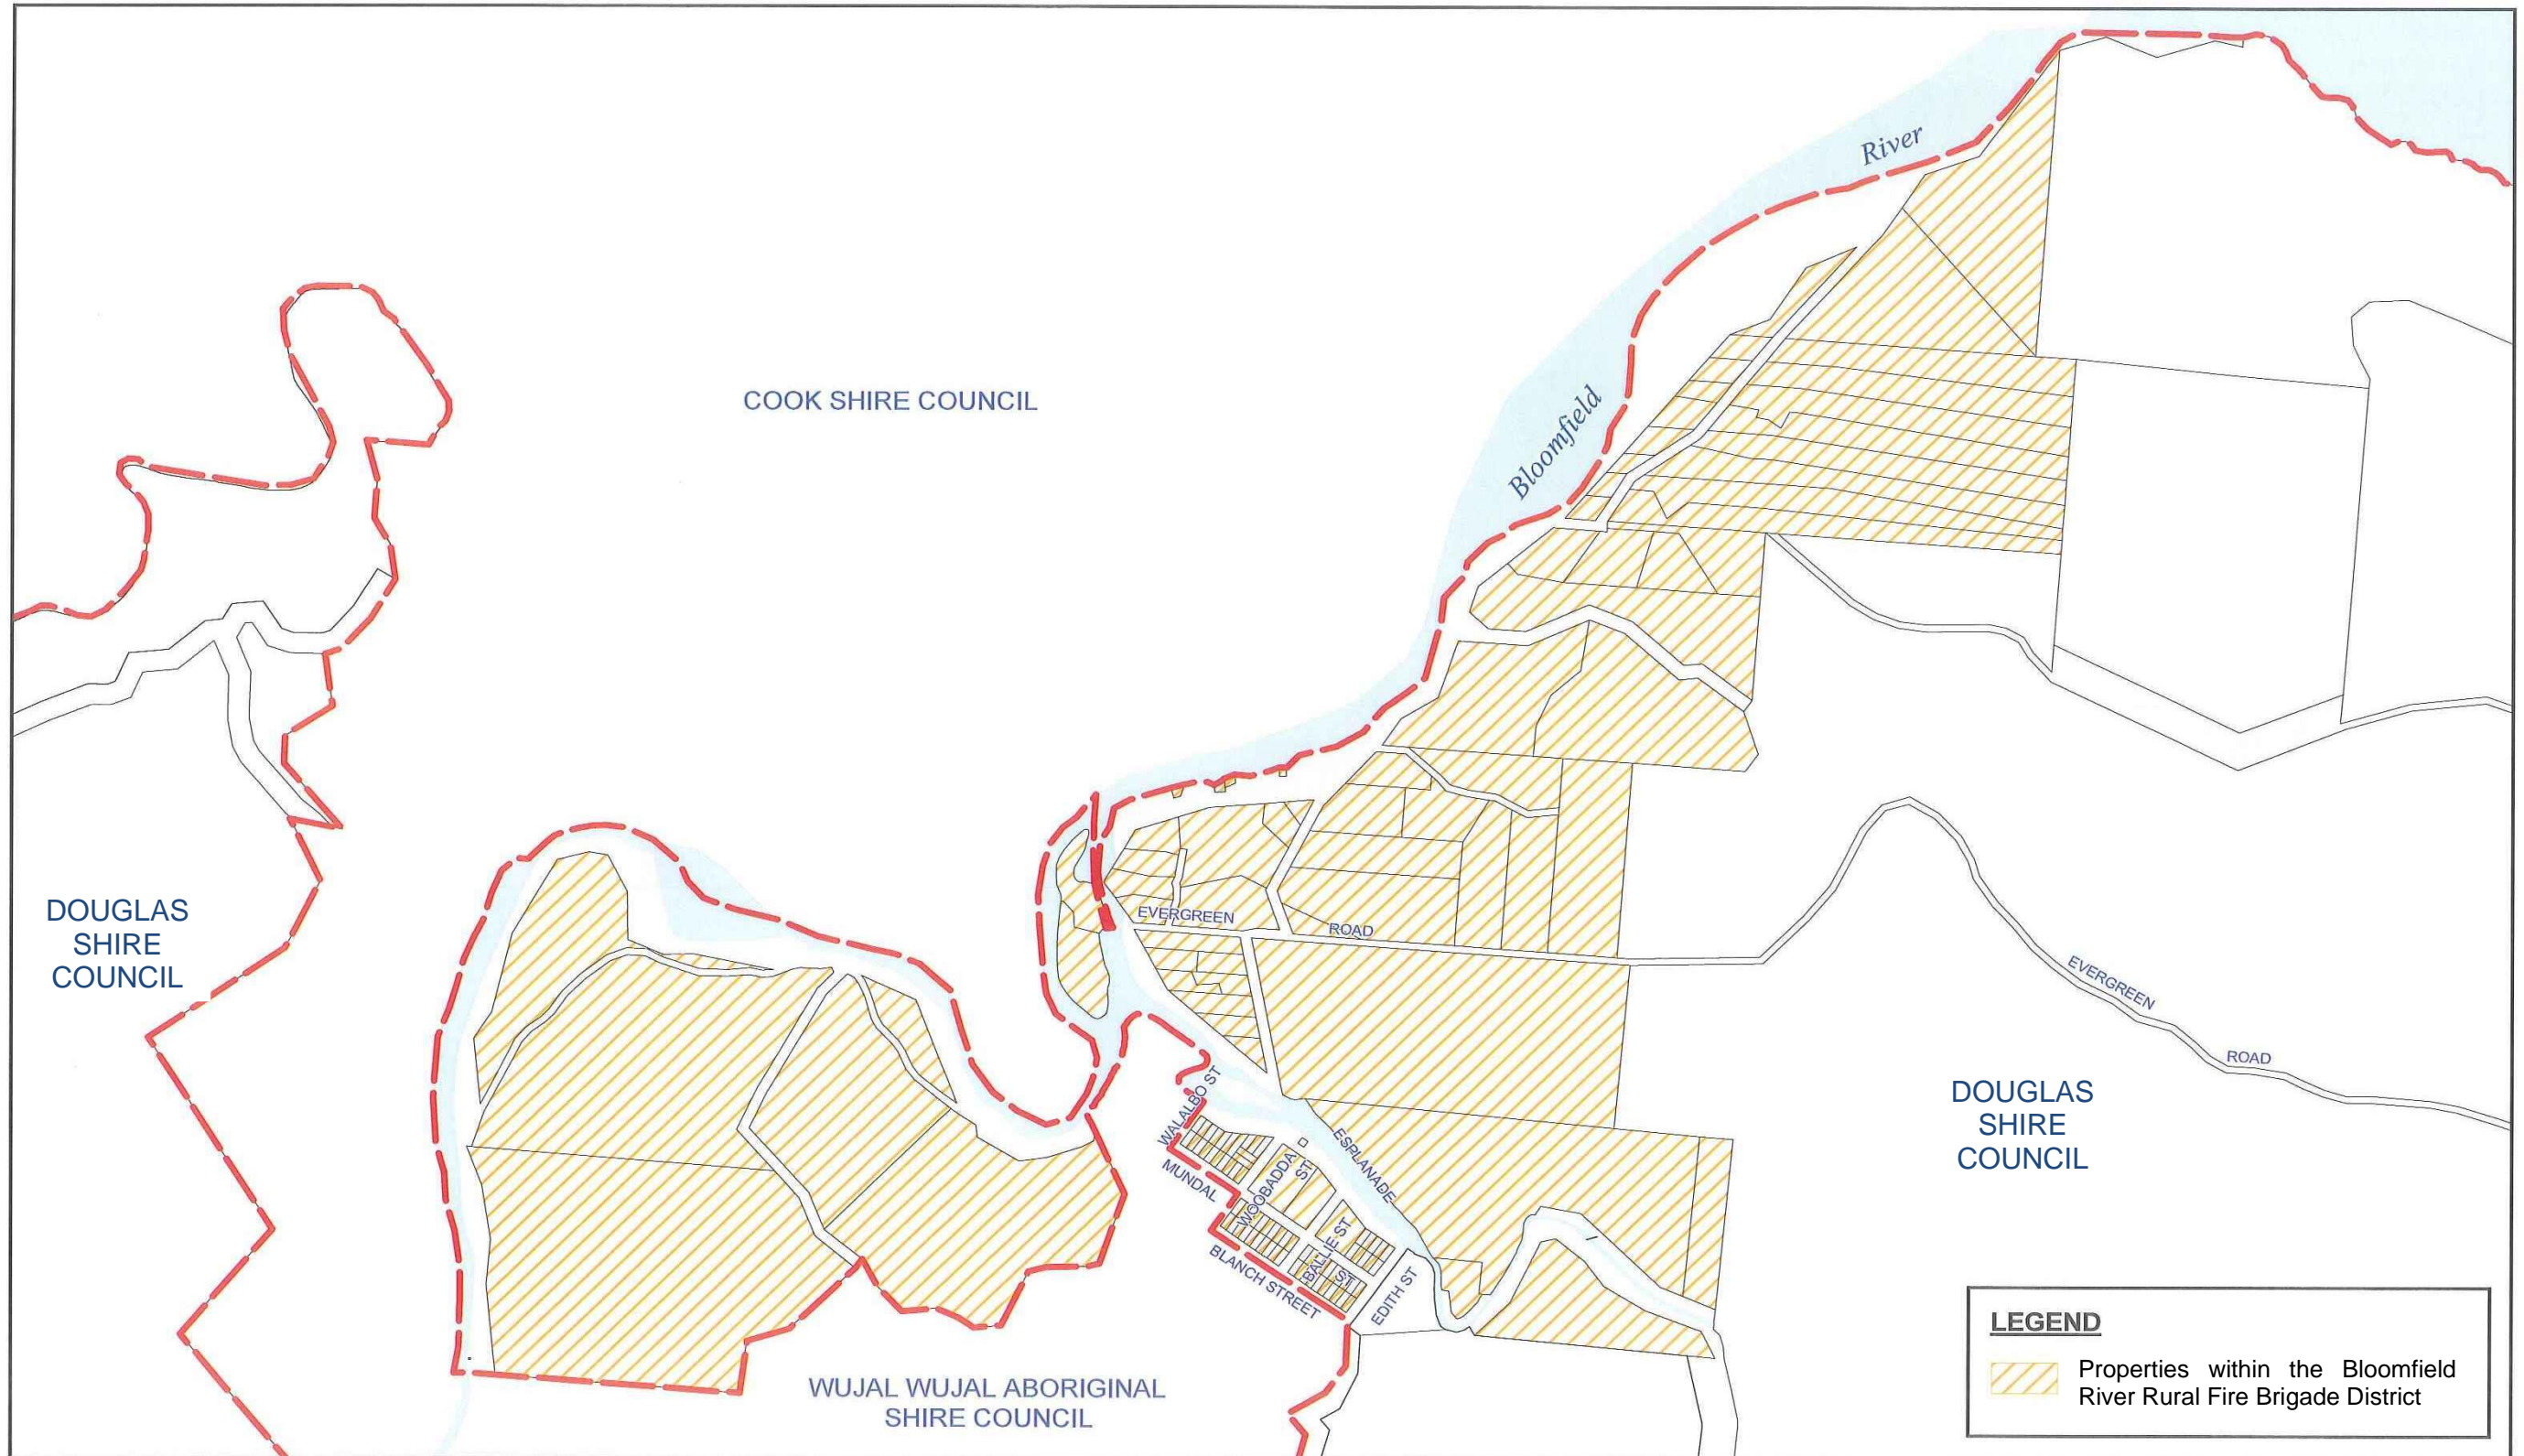 River
COOK SHIRE COUNCIL
Bloomfield
DOUGLAS
SHIRE
COUNCIL
EVERGREEN
ROAD
EVERGREEN
ROAD
WALALBO ST
MUNDAL
WOOBADDA
ST
ESPLANADE
BALLIE ST
ST
BLANCH STREET
EDITH ST
DOUGLAS
SHIRE
COUNCIL
WUJAL WUJAL ABORIGINAL
SHIRE COUNCIL
LEGEND
Properties within the Bloomfield
River Rural Fire Brigade District